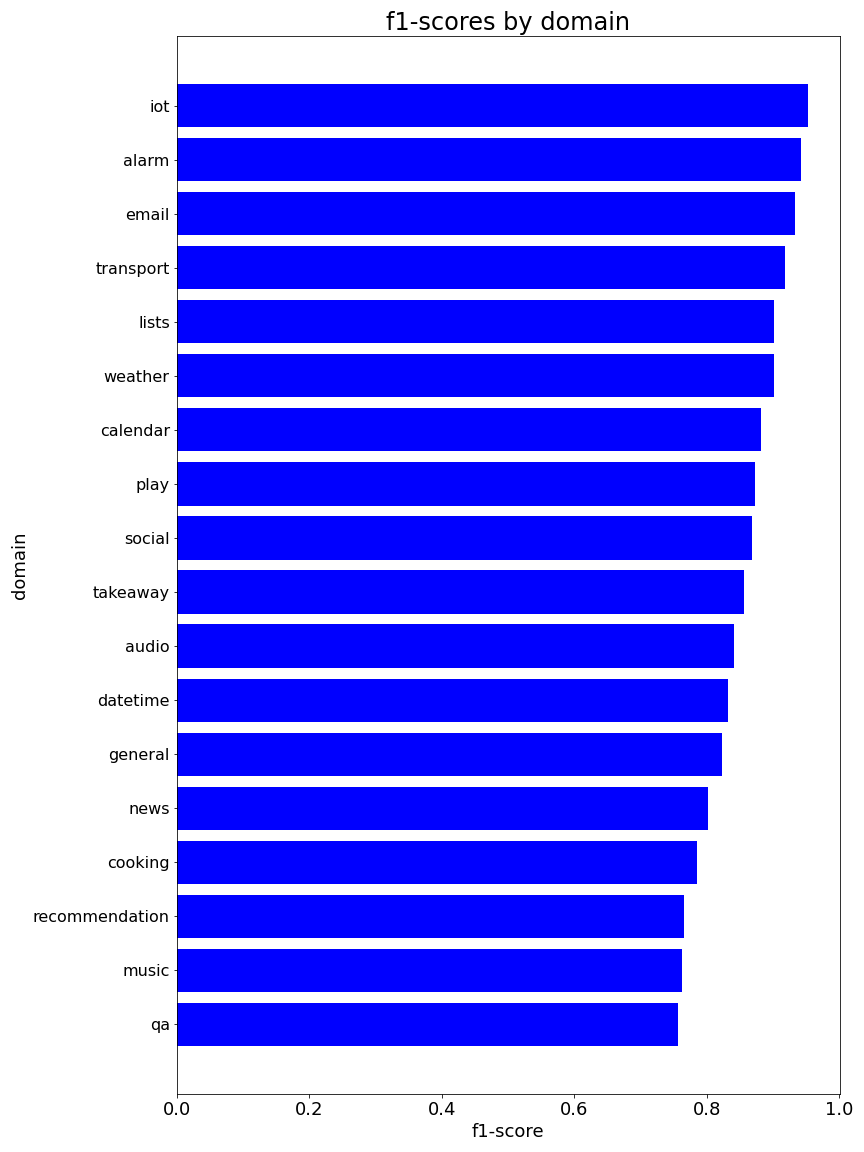 f1-scores by domain
iot
alarm
email
transport
lists
weather
calendar
play
social
takeaway
audio
datetime
general
news
cooking
recommendation
music
qa
domain
0.0 0.2 0.4 0.6 0.8 1.0
f1-score